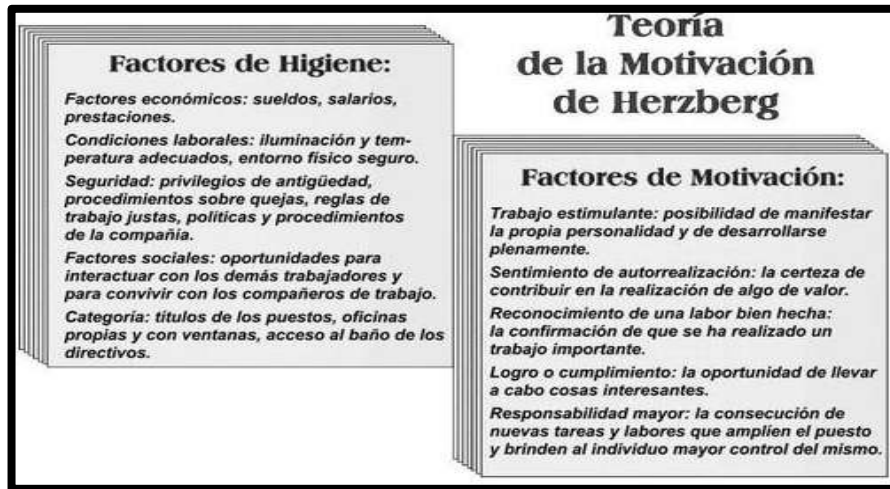 Teoría
de la Motivación
de Herzberg
Factores de Higiene:
Factores económicos: sueldos, salarios,
prestaciones.
Condiciones laborales: iluminación y tem-
peratura adecuados, entorno físico seguro.
Seguridad: privilegios de antigüedad,
procedimientos sobre quejas, reglas de
trabajo justas, políticas y procedimientos
de la compañía.
Factores sociales: oportunidades para
interactuar con los demás trabajadores y
para convivir con los compañeros de trabajo.
Categoría: títulos de los puestos, oficinas
propias y con ventanas, acceso al baño de los
directivos.
Factores de Motivación:
Trabajo estimulante: posibilidad de manifestar
la propia personalidad y de desarrollarse
plenamente.
Sentimiento de autorrealización: la certeza de
contribuir en la realización de algo de valor.
Reconocimiento de una labor bien hecha:
la confirmación de que se ha realizado un
trabajo importante.
Logro o cumplimiento: la oportunidad de llevar
a cabo cosas interesantes.
Responsabilidad mayor: la consecución de
nuevas tareas y labores que amplíen el puesto
y brinden al individuo mayor control del mismo.